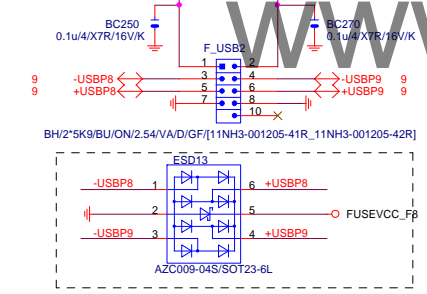 BC250
0.1u/4/X7R/16V/K
BC270
0.1u/4/X7R/16V/K
F_USB2
1 2
9 -USBP8 3 4 -USBP9 9
9 +USBP8 5 6 +USBP9 9
7 8
10
BH/2*5K9/BU/ON/2.54/VA/D/GF/[11NH3-001205-41R_11NH3-001205-42R]
ESD13
-USBP8 1 6 +USBP8
2 5 FUSEVCC_F8
-USBP9 3 4 +USBP9
AZC009-04S/SOT23-6L